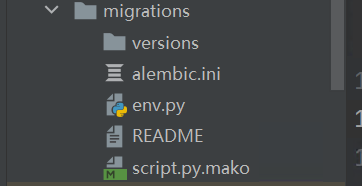 migrations
versions
alembic.ini
env.py
README
script.py.mako